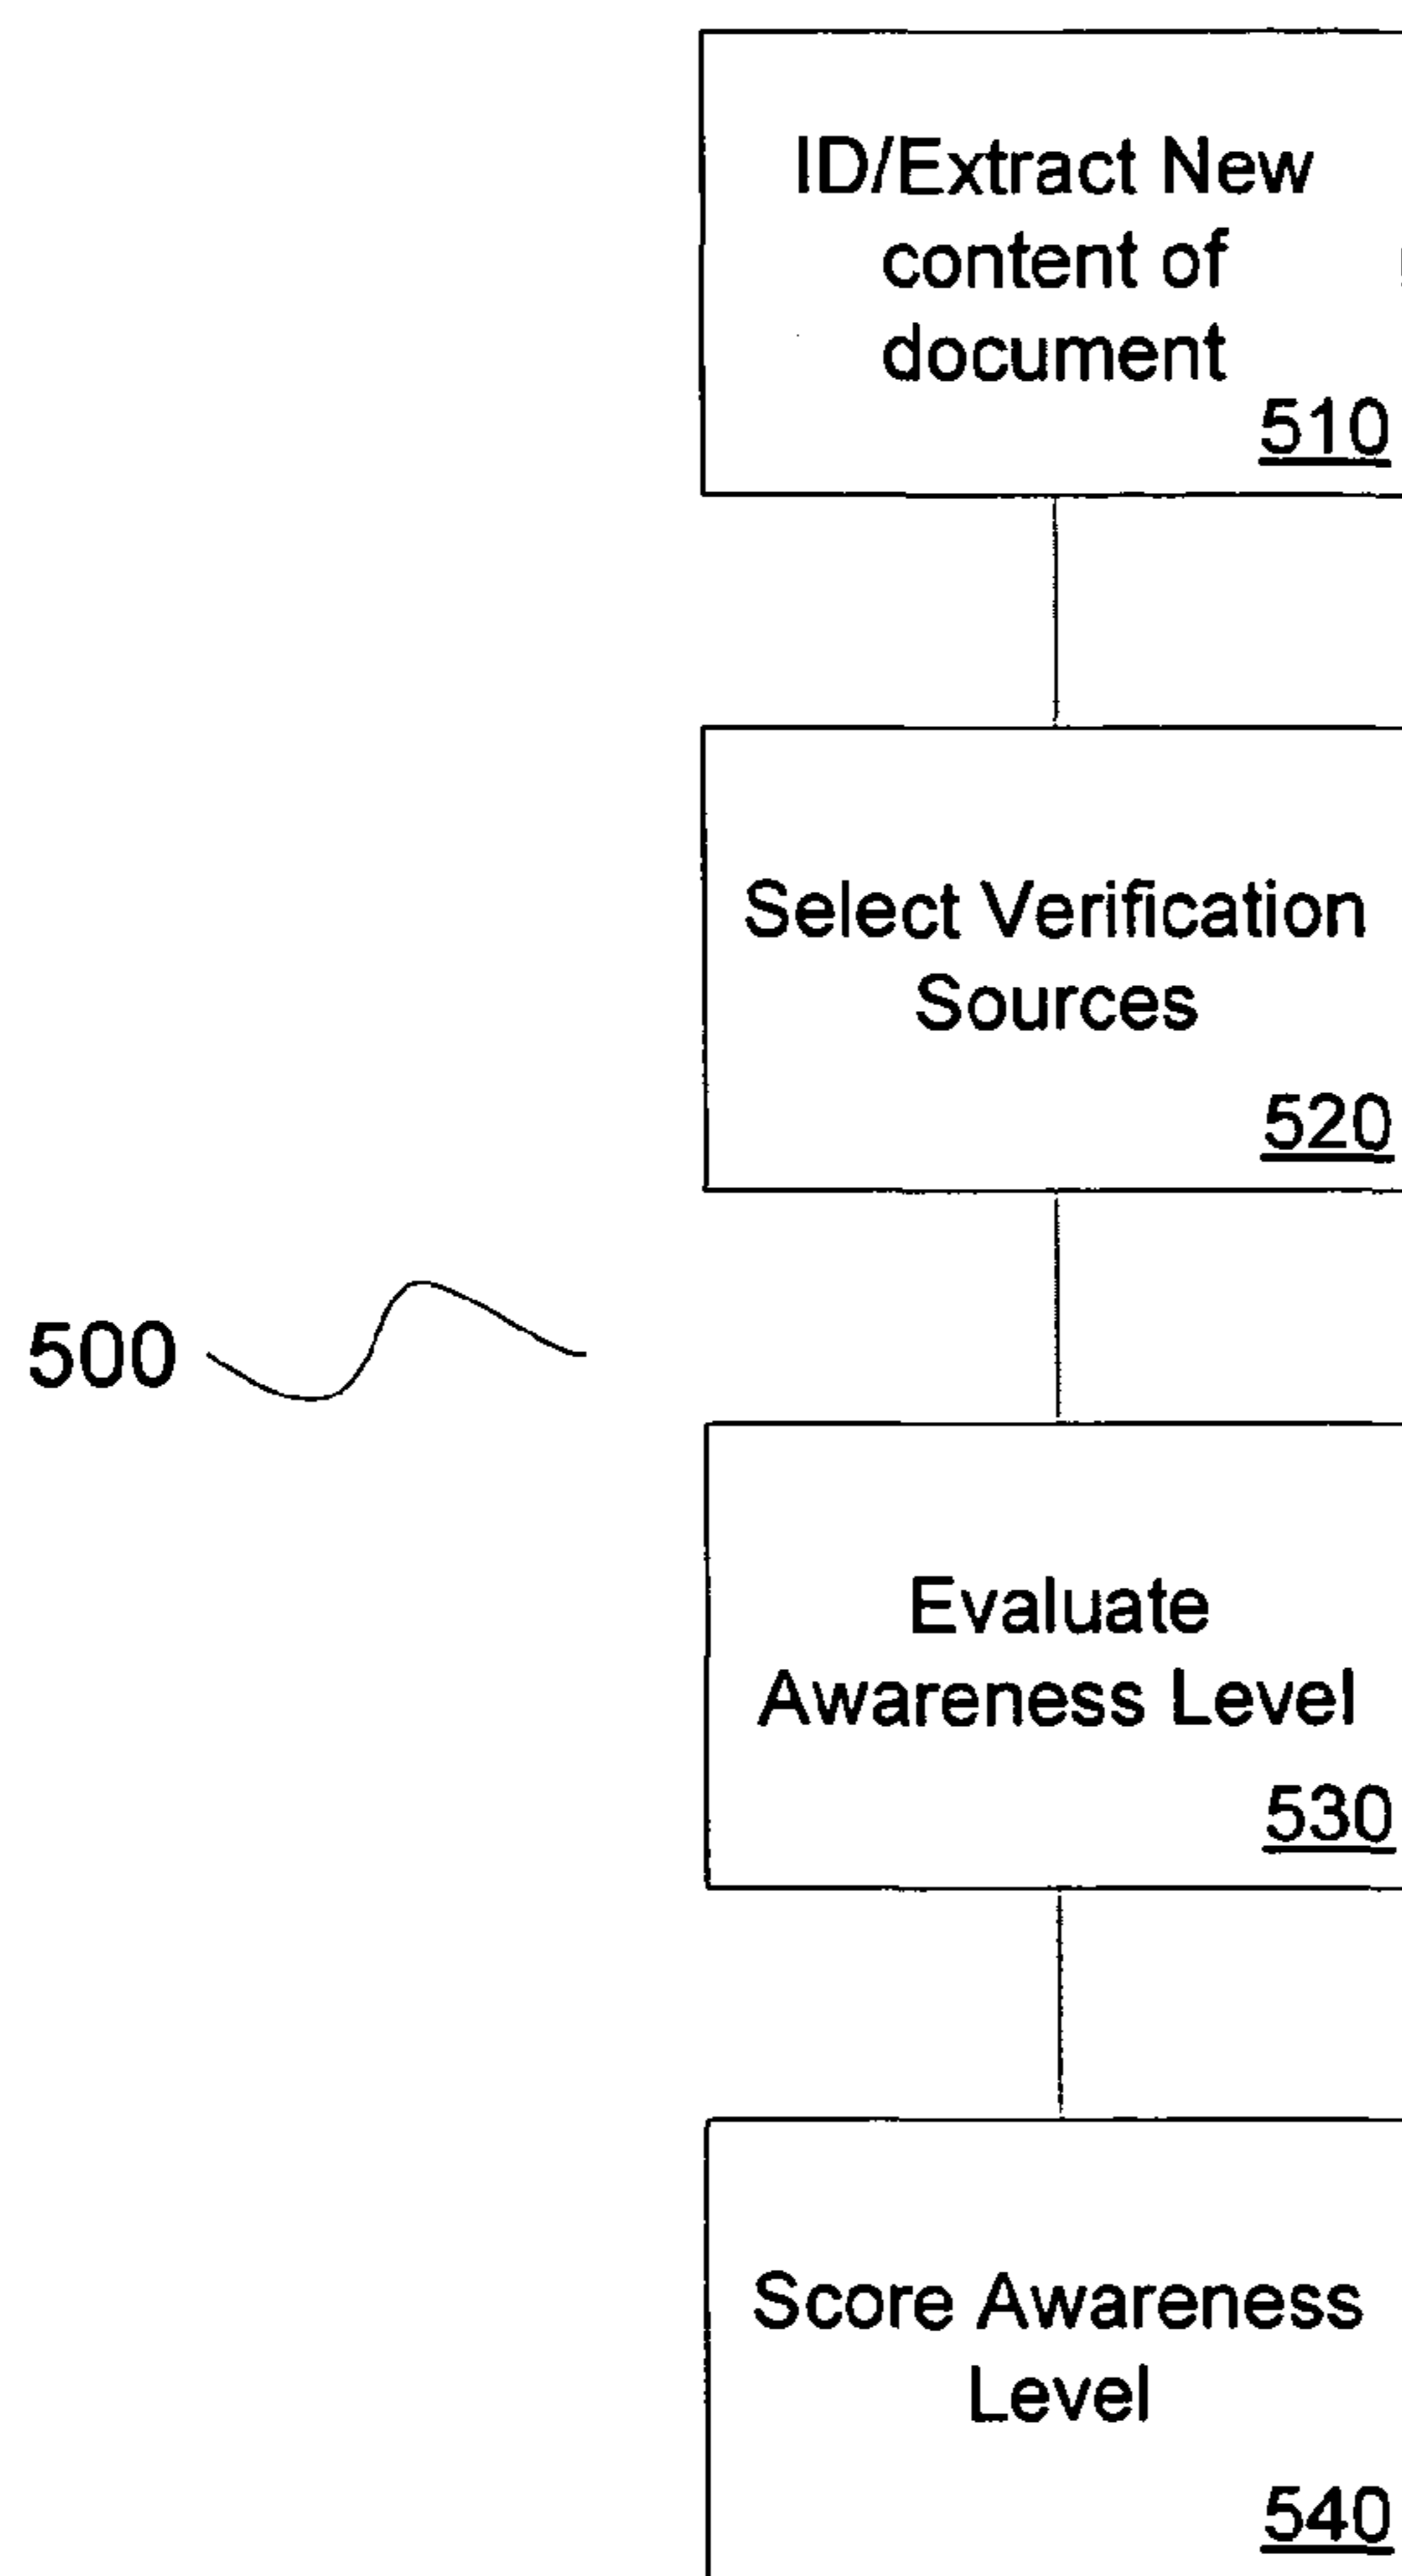 ID/Extract New
content of
document
510
Select Verification
Sources
520
500
Evaluate
Awareness Level
530
Score Awareness
Level
540